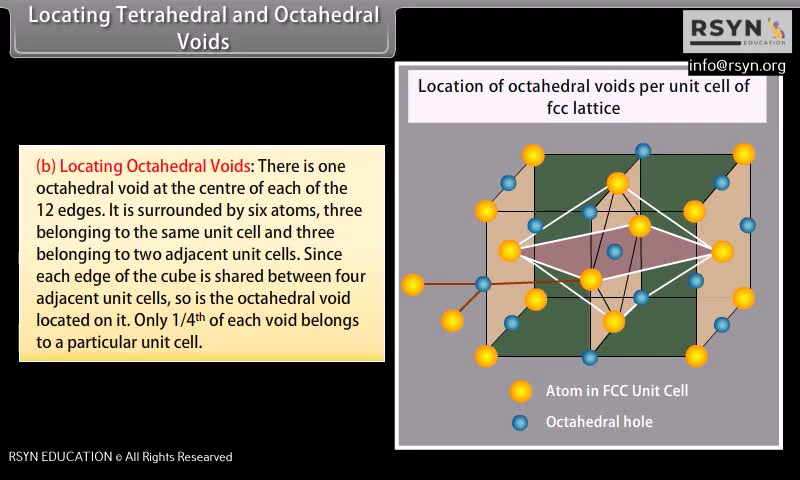 Locating Tetrahedral and Octahedral
Voids
RSYN
EDUCATION
info@rsyn.org
Location of octahedral voids per unit cell of
fcc lattice
(b) Locating Octahedral Voids: There is one
octahedral void at the centre of each of the
12 edges. It is surrounded by six atoms, three
belonging to the same unit cell and three
belonging to two adjacent unit cells. Since
each edge of the cube is shared between four
adjacent unit cells, so is the octahedral void
located on it. Only 1/4th of each void belongs
to a particular unit cell.
Atom in FCC Unit Cell
Octahedral hole
RSYN EDUCATION © All Rights Researved